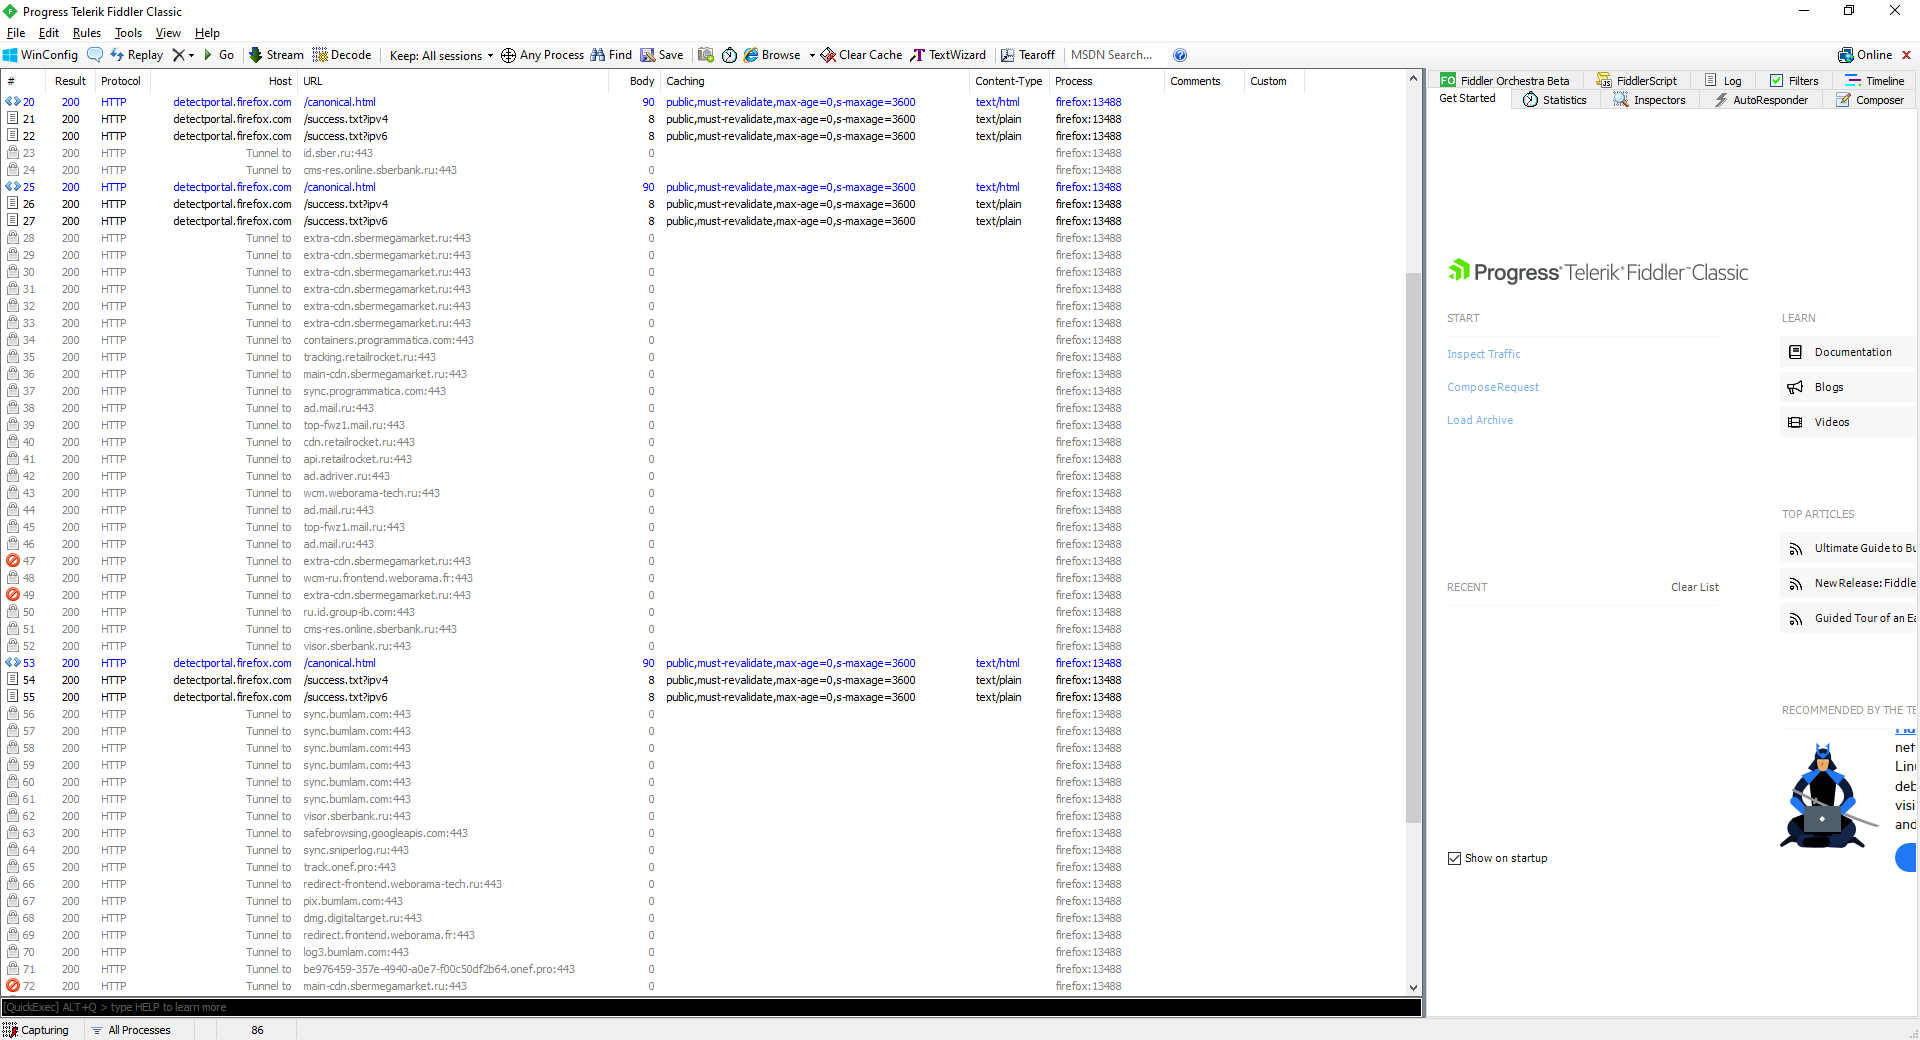 Progress Telerik Fiddler Classic
File Edit Rules Tools View Help
WinConfig Replay Go Stream Decode Keep: All sessions Any Process Find Save Browse Clear Cache TextWizard Tearoff MSDN Search... Online
# Result Protocol Host URL Body Caching Content-Type Process Comments Custom
20 200 HTTP detectportal.firefox.com /canonical.html 90 public,must-revalidate,max-age=0,s-maxage=3600 text/html firefox:13488
21 200 HTTP detectportal.firefox.com /success.txt?ipv4 8 public,must-revalidate,max-age=0,s-maxage=3600 text/plain firefox:13488
22 200 HTTP detectportal.firefox.com /success.txt?ipv6 8 public,must-revalidate,max-age=0,s-maxage=3600 text/plain firefox:13488
23 200 HTTP Tunnel to id.sber.ru:443 0 firefox:13488
24 200 HTTP Tunnel to cms-res.online.sberbank.ru:443 0 firefox:13488
25 200 HTTP detectportal.firefox.com /canonical.html 90 public,must-revalidate,max-age=0,s-maxage=3600 text/html firefox:13488
26 200 HTTP detectportal.firefox.com /success.txt?ipv4 8 public,must-revalidate,max-age=0,s-maxage=3600 text/plain firefox:13488
27 200 HTTP detectportal.firefox.com /success.txt?ipv6 8 public,must-revalidate,max-age=0,s-maxage=3600 text/plain firefox:13488
28 200 HTTP Tunnel to extra-cdn.sbermegamarket.ru:443 0 firefox:13488
29 200 HTTP Tunnel to extra-cdn.sbermegamarket.ru:443 0 firefox:13488
30 200 HTTP Tunnel to extra-cdn.sbermegamarket.ru:443 0 firefox:13488
31 200 HTTP Tunnel to extra-cdn.sbermegamarket.ru:443 0 firefox:13488
32 200 HTTP Tunnel to extra-cdn.sbermegamarket.ru:443 0 firefox:13488
33 200 HTTP Tunnel to extra-cdn.sbermegamarket.ru:443 0 firefox:13488
34 200 HTTP Tunnel to containers.programmatica.com:443 0 firefox:13488
35 200 HTTP Tunnel to tracking.retailrocket.ru:443 0 firefox:13488
36 200 HTTP Tunnel to main-cdn.sbermegamarket.ru:443 0 firefox:13488
37 200 HTTP Tunnel to sync.programmatica.com:443 0 firefox:13488
38 200 HTTP Tunnel to ad.mail.ru:443 0 firefox:13488
39 200 HTTP Tunnel to top-fwz1.mail.ru:443 0 firefox:13488
40 200 HTTP Tunnel to cdn.retailrocket.ru:443 0 firefox:13488
41 200 HTTP Tunnel to api.retailrocket.ru:443 0 firefox:13488
42 200 HTTP Tunnel to ad.adriver.ru:443 0 firefox:13488
43 200 HTTP Tunnel to wcm.weborama-tech.ru:443 0 firefox:13488
44 200 HTTP Tunnel to ad.mail.ru:443 0 firefox:13488
45 200 HTTP Tunnel to top-fwz1.mail.ru:443 0 firefox:13488
46 200 HTTP Tunnel to ad.mail.ru:443 0 firefox:13488
47 200 HTTP Tunnel to extra-cdn.sbermegamarket.ru:443 0 firefox:13488
48 200 HTTP Tunnel to wcm-ru.frontend.weborama.fr:443 0 firefox:13488
49 200 HTTP Tunnel to extra-cdn.sbermegamarket.ru:443 0 firefox:13488
50 200 HTTP Tunnel to ru.id.group-ib.com:443 0 firefox:13488
51 200 HTTP Tunnel to cms-res.online.sberbank.ru:443 0 firefox:13488
52 200 HTTP Tunnel to visor.sberbank.ru:443 0 firefox:13488
53 200 HTTP detectportal.firefox.com /canonical.html 90 public,must-revalidate,max-age=0,s-maxage=3600 text/html firefox:13488
54 200 HTTP detectportal.firefox.com /success.txt?ipv4 8 public,must-revalidate,max-age=0,s-maxage=3600 text/plain firefox:13488
55 200 HTTP detectportal.firefox.com /success.txt?ipv6 8 public,must-revalidate,max-age=0,s-maxage=3600 text/plain firefox:13488
56 200 HTTP Tunnel to sync.bumlam.com:443 0 firefox:13488
57 200 HTTP Tunnel to sync.bumlam.com:443 0 firefox:13488
58 200 HTTP Tunnel to sync.bumlam.com:443 0 firefox:13488
59 200 HTTP Tunnel to sync.bumlam.com:443 0 firefox:13488
60 200 HTTP Tunnel to sync.bumlam.com:443 0 firefox:13488
61 200 HTTP Tunnel to sync.bumlam.com:443 0 firefox:13488
62 200 HTTP Tunnel to visor.sberbank.ru:443 0 firefox:13488
63 200 HTTP Tunnel to safebrowsing.googleapis.com:443 0 firefox:13488
64 200 HTTP Tunnel to sync.sniperlog.ru:443 0 firefox:13488
65 200 HTTP Tunnel to track.onef.pro:443 0 firefox:13488
66 200 HTTP Tunnel to redirect-frontend.weborama-tech.ru:443 0 firefox:13488
67 200 HTTP Tunnel to pix.bumlam.com:443 0 firefox:13488
68 200 HTTP Tunnel to dmg.digitaltarget.ru:443 0 firefox:13488
69 200 HTTP Tunnel to redirect.frontend.weborama.fr:443 0 firefox:13488
70 200 HTTP Tunnel to log3.bumlam.com:443 0 firefox:13488
71 200 HTTP Tunnel to be976459-357e-4940-a0e7-f00c50df2b64.onef.pro:443 0 firefox:13488
72 200 HTTP Tunnel to main-cdn.sbermegamarket.ru:443 0 firefox:13488
[QuickExec] ALT+Q > type HELP to learn more
Capturing All Processes 86
FO Fiddler Orchestra Beta FiddlerScript Log Filters Timeline
Get Started Statistics Inspectors AutoResponder Composer
Progress Telerik Fiddler Classic
START
Inspect Traffic
Compose Request
Load Archive
RECENT Clear List
Show on startup
LEARN
Documentation
Blogs
Videos
TOP ARTICLES
Ultimate Guide to Bu
New Release: Fiddle
Guided Tour of an Ea
RECOMMENDED BY THE TE
net
Linu
deb
visi
and